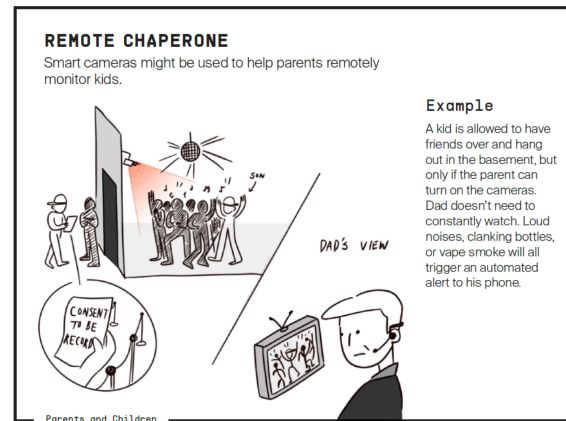 REMOTE CHAPERONE
Smart cameras might be used to help parents remotely
monitor kids.
Example
A kid is allowed to have
friends over and hang
out in the basement, but
only if the parent can
turn on the cameras.
Dad doesn't need to
constantly watch. Loud
noises, clanking bottles,
or vape smoke will all
trigger an automated
alert to his phone.
SON
DAD'S VIEW
CONSENT
TO BE
RECORD
Parents and Children